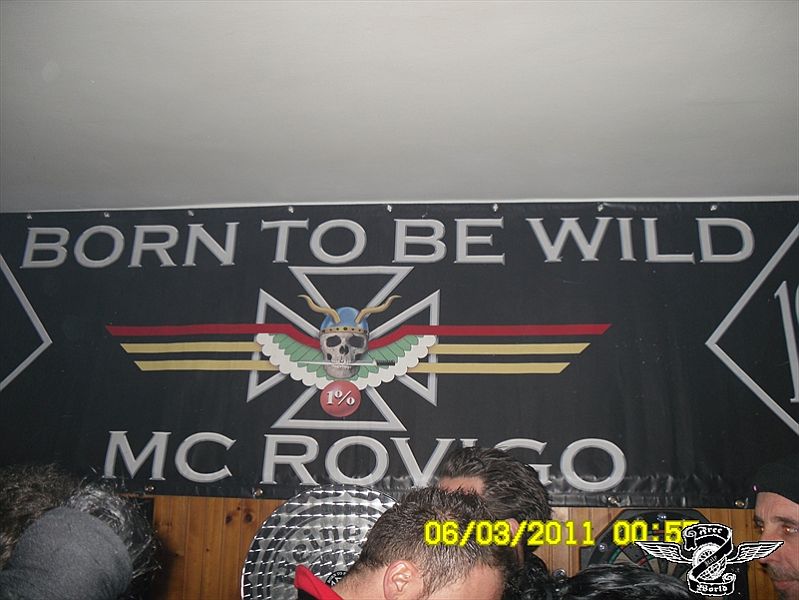 BORN TO BE WILD
1%
MC ROVIGO
06/03/2011 00:5
Free
World